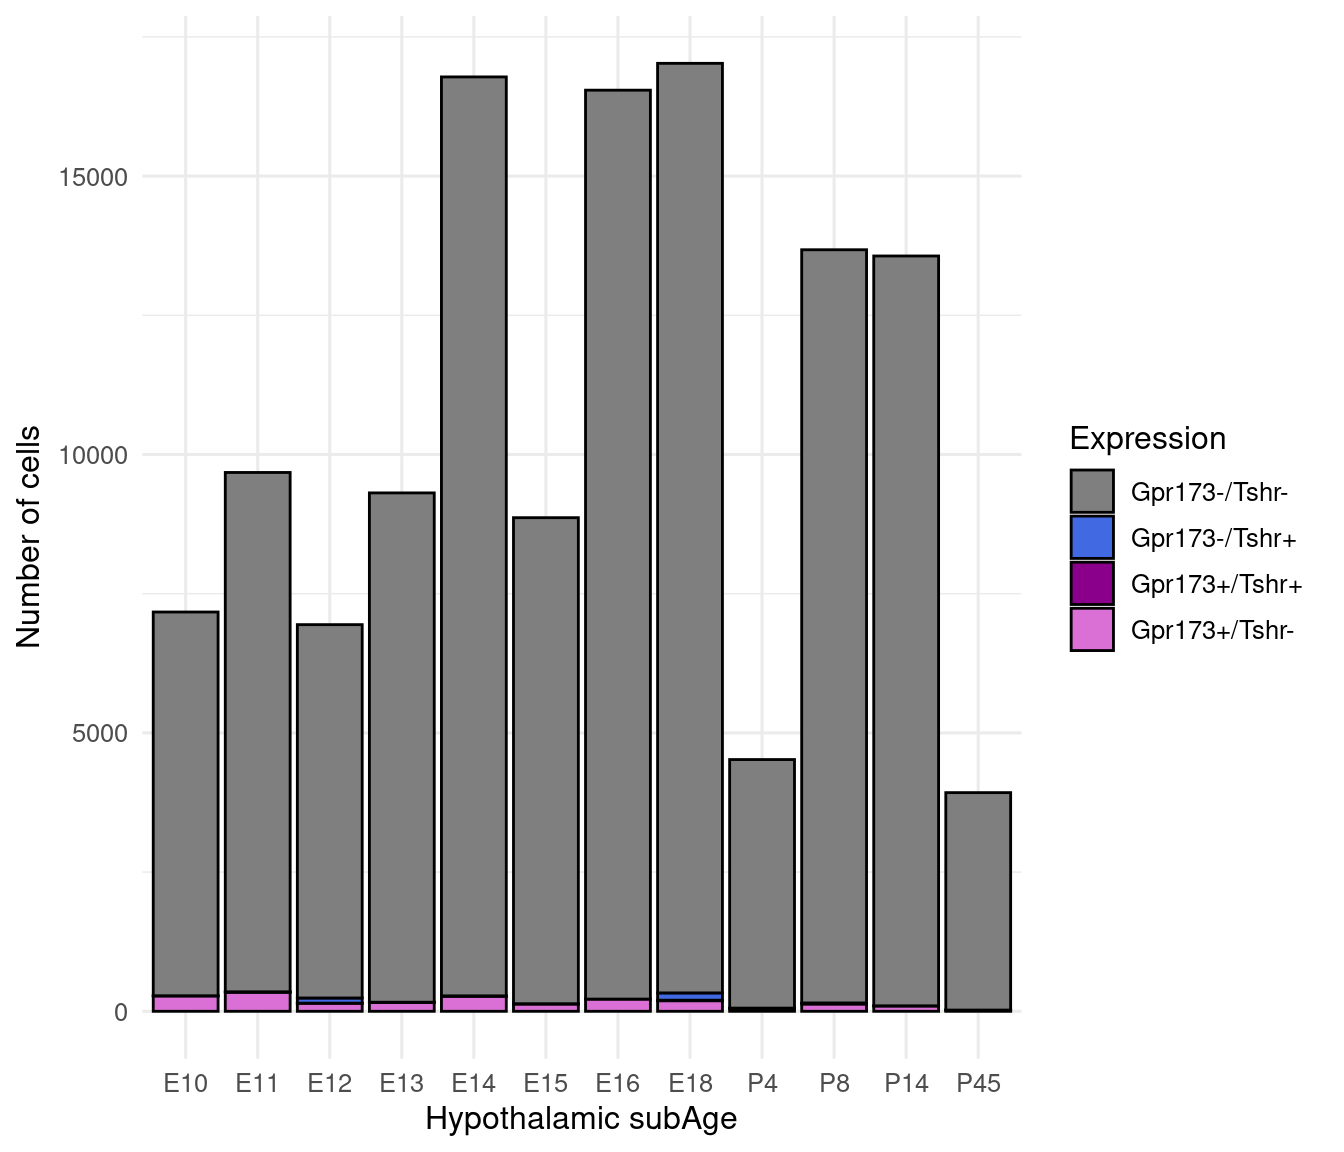 Number of cells
15000
10000
5000
0
E10 E11 E12 E13 E14 E15 E16 E18 P4 P8 P14 P45
Hypothalamic subAge
Expression
Gpr173-/Tshr-
Gpr173-/Tshr+
Gpr173+/Tshr+
Gpr173+/Tshr-